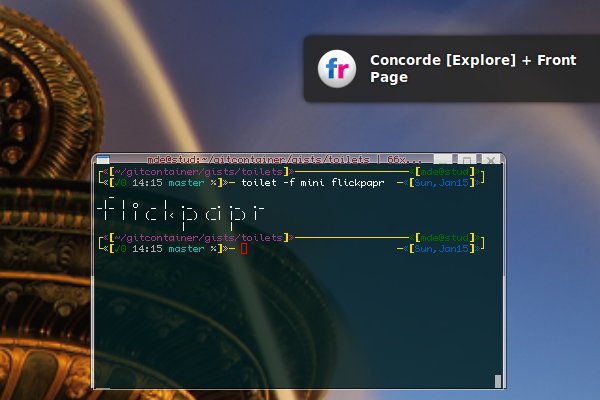 fr
Concorde [Explore] + Front
Page
mde@stud:~/gitcontainer/gists/toilets | 66x...
«[~/gitcontainer/gists/toilets]» «[mde@stud]»
«[/0 14:15 master %]»~ toilet -f mini flickpapr ~«[Sun,Jan15]»
flickpapr
«[~/gitcontainer/gists/toilets]» «[mde@stud]»
«[/0 14:15 master %]»~ ~«[Sun,Jan15]»